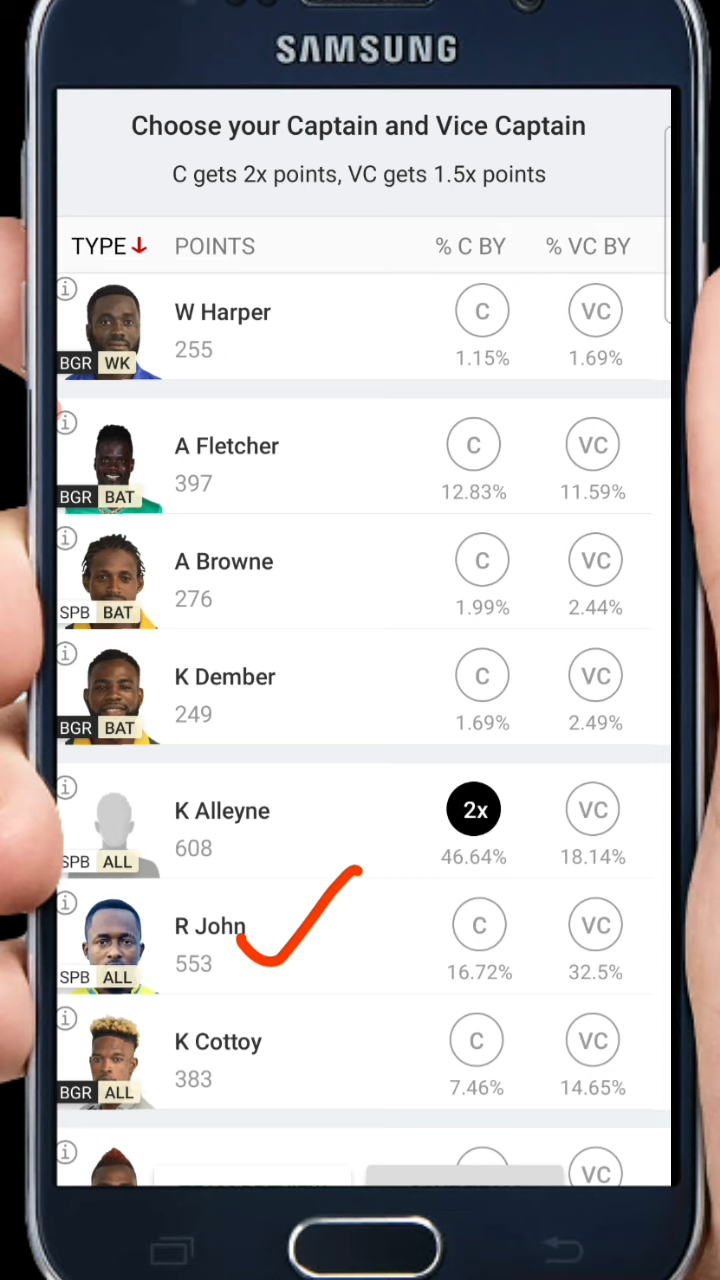 SAMSUNG
Choose your Captain and Vice Captain
C gets 2x points, VC gets 1.5x points
TYPE POINTS % C BY % VC BY
W Harper C VC
255 1.15% 1.69%
BGR WK
A Fletcher C VC
397 12.83% 11.59%
BGR BAT
A Browne C VC
276 1.99% 2.44%
SPB BAT
K Dember C VC
249 1.69% 2.49%
BGR BAT
K Alleyne 2x VC
608 46.64% 18.14%
SPB ALL
R John C VC
553 16.72% 32.5%
SPB ALL
K Cottoy C VC
383 7.46% 14.65%
BGR ALL
VC